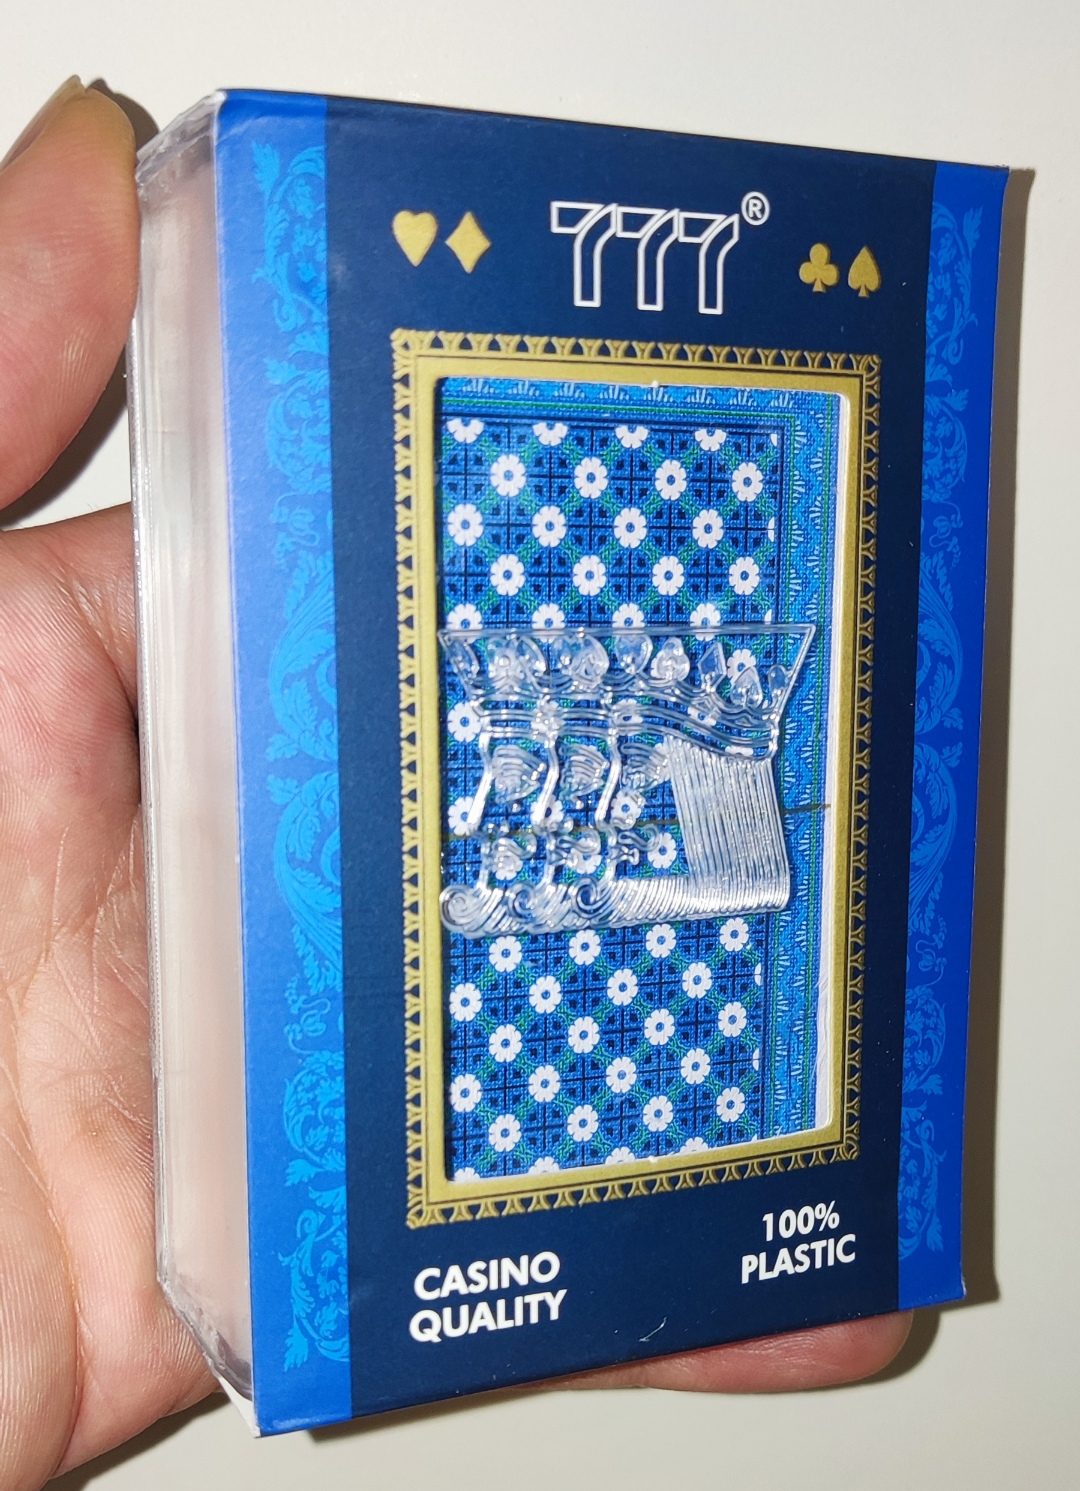 777®
CASINO
QUALITY
100%
PLASTIC